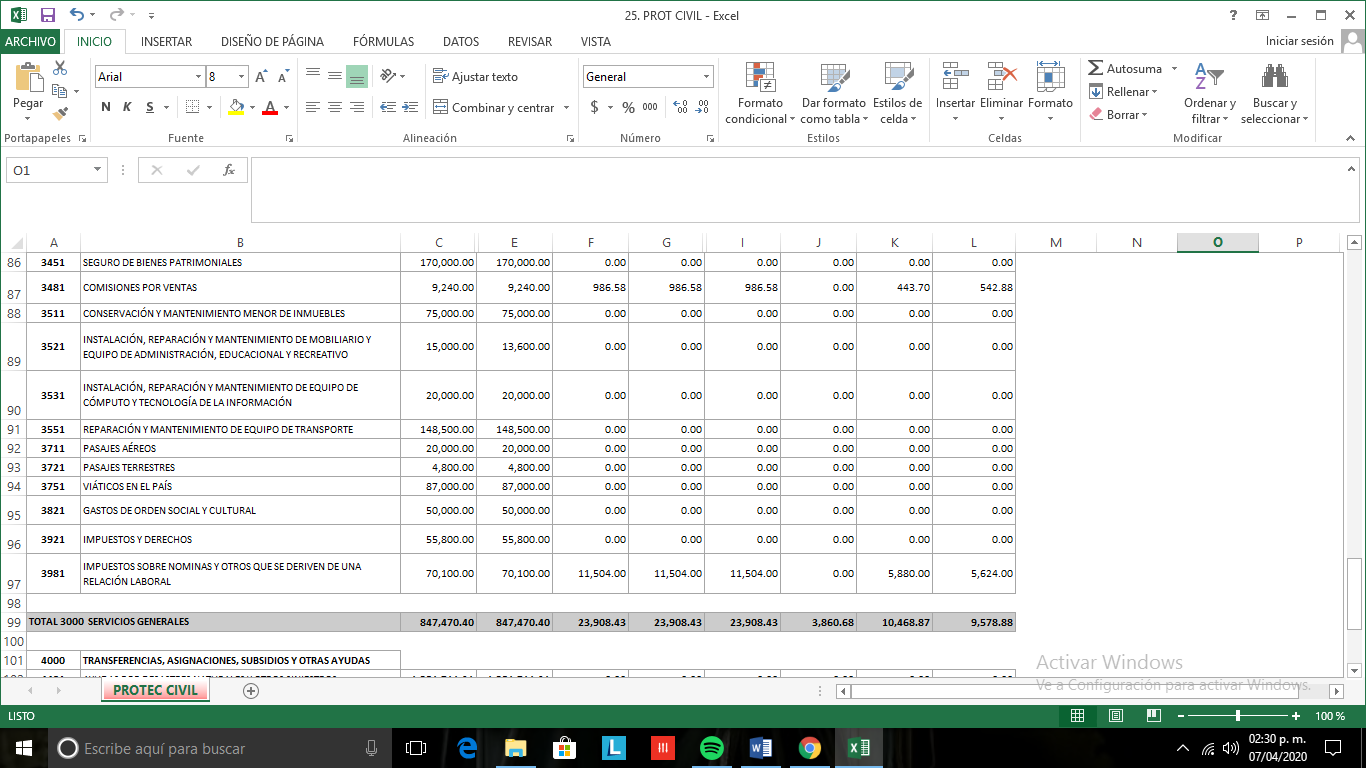 25. PROT CIVIL - Excel
?
ARCHIVO INICIO INSERTAR DISEÑO DE PÁGINA FÓRMULAS DATOS REVISAR VISTA Iniciar sesión
Arial 8 A A Ajustar texto General Autosuma
Pegar N K S A Combinar y centrar $ % 000 Formato condicional Dar formato como tabla Estilos de celda Insertar Eliminar Formato Rellenar Borrar Ordenar y filtrar Buscar y seleccionar
Portapapeles Fuente Alineación Número Estilos Celdas Modificar
O1 fx
A B C E F G I J K L M N O P
86 3451 SEGURO DE BIENES PATRIMONIALES 170,000.00 170,000.00 0.00 0.00 0.00 0.00 0.00 0.00
87 3481 COMISIONES POR VENTAS 9,240.00 9,240.00 986.58 986.58 986.58 0.00 443.70 542.88
88 3511 CONSERVACIÓN Y MANTENIMIENTO MENOR DE INMUEBLES 75,000.00 75,000.00 0.00 0.00 0.00 0.00 0.00 0.00
89 3521 INSTALACIÓN, REPARACIÓN Y MANTENIMIENTO DE MOBILIARIO Y
EQUIPO DE ADMINISTRACIÓN, EDUCACIONAL Y RECREATIVO 15,000.00 13,600.00 0.00 0.00 0.00 0.00 0.00 0.00
90 3531 INSTALACIÓN, REPARACIÓN Y MANTENIMIENTO DE EQUIPO DE
CÓMPUTO Y TECNOLOGÍA DE LA INFORMACIÓN 20,000.00 20,000.00 0.00 0.00 0.00 0.00 0.00 0.00
91 3551 REPARACIÓN Y MANTENIMIENTO DE EQUIPO DE TRANSPORTE 148,500.00 148,500.00 0.00 0.00 0.00 0.00 0.00 0.00
92 3711 PASAJES AÉREOS 20,000.00 20,000.00 0.00 0.00 0.00 0.00 0.00 0.00
93 3721 PASAJES TERRESTRES 4,800.00 4,800.00 0.00 0.00 0.00 0.00 0.00 0.00
94 3751 VIÁTICOS EN EL PAÍS 87,000.00 87,000.00 0.00 0.00 0.00 0.00 0.00 0.00
95 3821 GASTOS DE ORDEN SOCIAL Y CULTURAL 50,000.00 50,000.00 0.00 0.00 0.00 0.00 0.00 0.00
96 3921 IMPUESTOS Y DERECHOS 55,800.00 55,800.00 0.00 0.00 0.00 0.00 0.00 0.00
97 3981 IMPUESTOS SOBRE NOMINAS Y OTROS QUE SE DERIVEN DE UNA
RELACIÓN LABORAL 70,100.00 70,100.00 11,504.00 11,504.00 11,504.00 0.00 5,880.00 5,624.00
98
99 TOTAL 3000 SERVICIOS GENERALES 847,470.40 847,470.40 23,908.43 23,908.43 23,908.43 3,860.68 10,468.87 9,578.88
100
101 4000 TRANSFERENCIAS, ASIGNACIONES, SUBSIDIOS Y OTRAS AYUDAS
Activar Windows
Ve a Configuración para activar Windows.
PROTEC CIVIL
LISTO 100 %
Escribe aquí para buscar
02:30 p. m.
07/04/2020